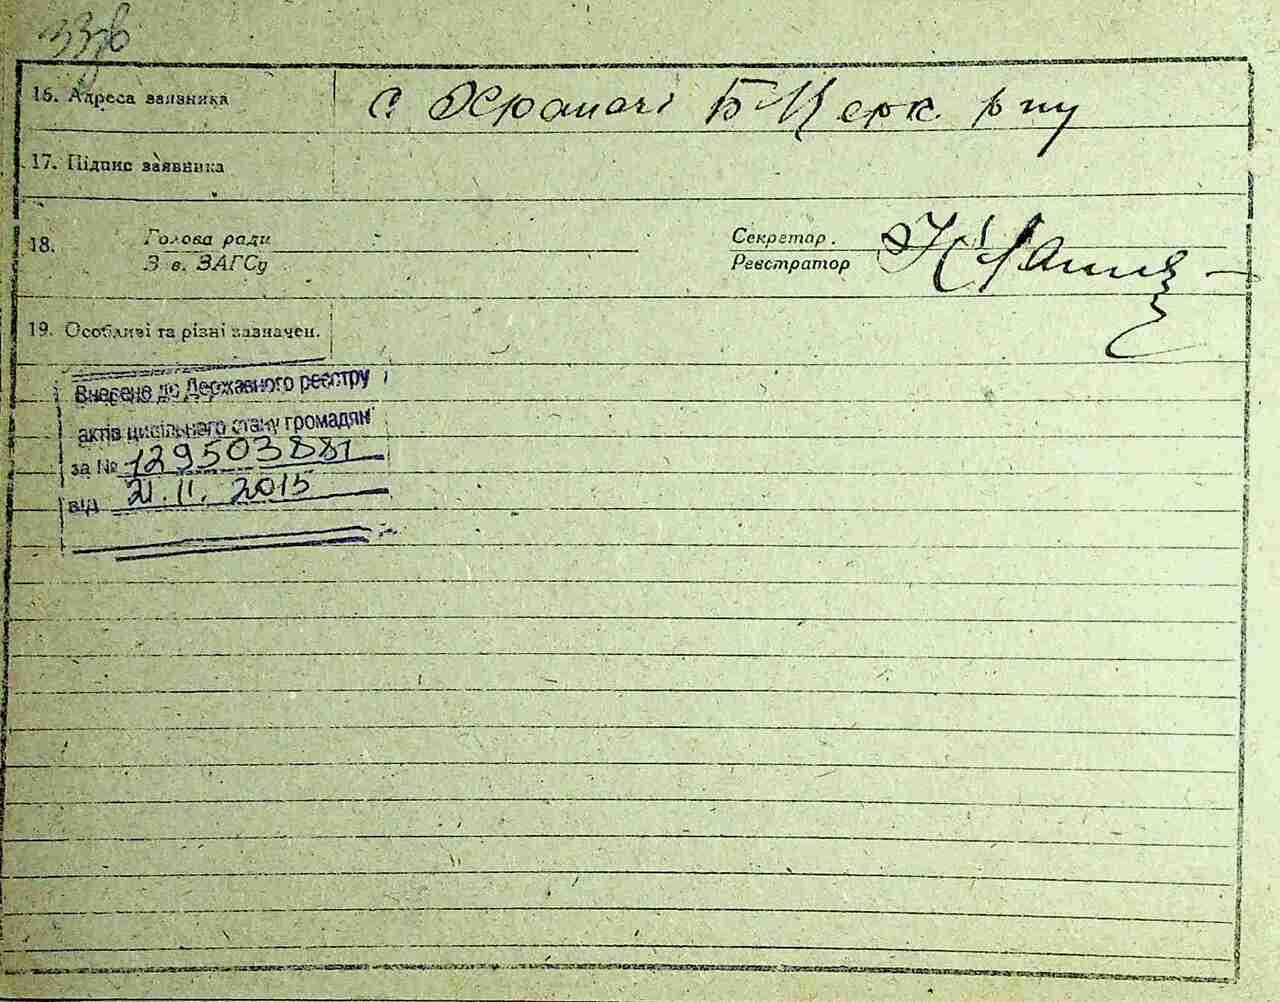 33зв
16. Адреса заявника с. Храпачі Б Церк р ну
17. Підпис заявника
18. Голова ради Секретар.
З в. ЗАГСу Реєстратор
19. Особливі та різні зазначен.
Внесено до Державного реєстру
актів цивільного стану громадян
за № 129503881
від 21.11.2015